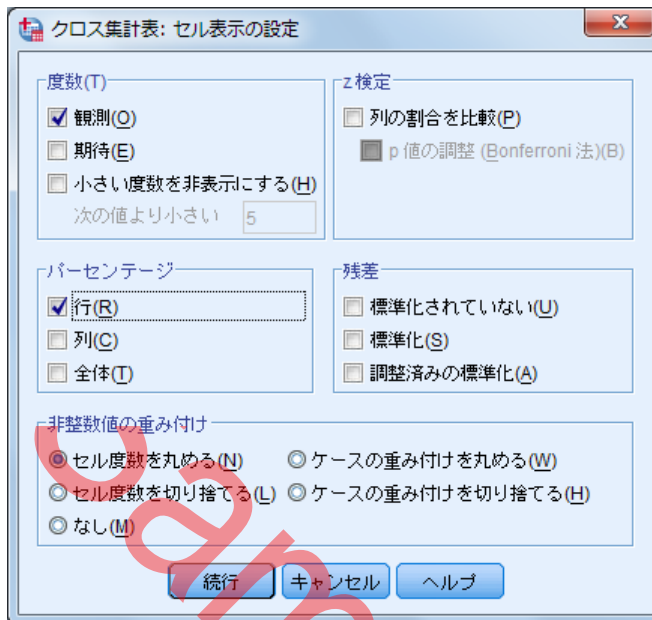 クロス集計表: セル表示の設定
度数(T)
観測(O)
期待(E)
小さい度数を非表示にする(H)
次の値より小さい 5
z 検定
列の割合を比較(P)
p 値の調整 (Bonferroni 法)(B)
パーセンテージ
行(R)
列(C)
全体(T)
残差
標準化されていない(U)
標準化(S)
調整済みの標準化(A)
非整数値の重み付け
セル度数を丸める(N) ケースの重み付けを丸める(W)
セル度数を切り捨てる(L) ケースの重み付けを切り捨てる(H)
なし(M)
続行 キャンセル ヘルプ